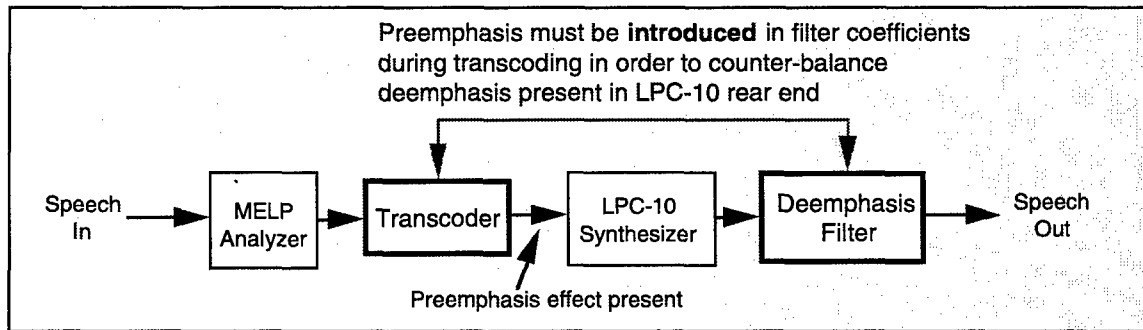 Preemphasis must be introduced in filter coefficients
during transcoding in order to counter-balance
deemphasis present in LPC-10 rear end
Speech
In
MELP
Analyzer
Transcoder
LPC-10
Synthesizer
Deemphasis
Filter
Speech
Out
Preemphasis effect present